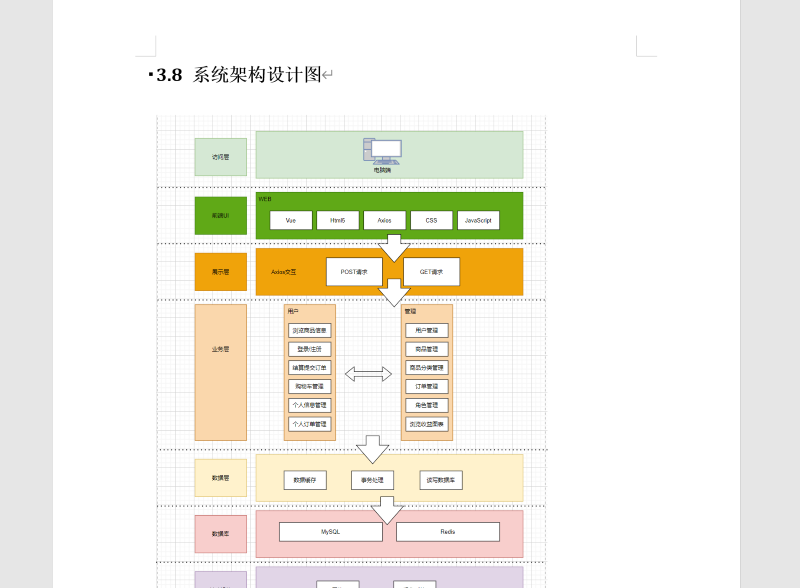 3.8 系统架构设计图
访问层
电脑端
前端UI
WEB
Vue
Html5
Axios
CSS
JavaScript
展示层
Axios交互
POST请求
GET请求
业务层
用户
浏览商品信息
登录/注册
结算提交订单
购物车管理
个人信息管理
个人订单管理
管理
用户管理
商品管理
商品分类管理
订单管理
角色管理
浏览收益图表
数据层
数据缓存
事务处理
读写数据库
数据库
MySQL
Redis